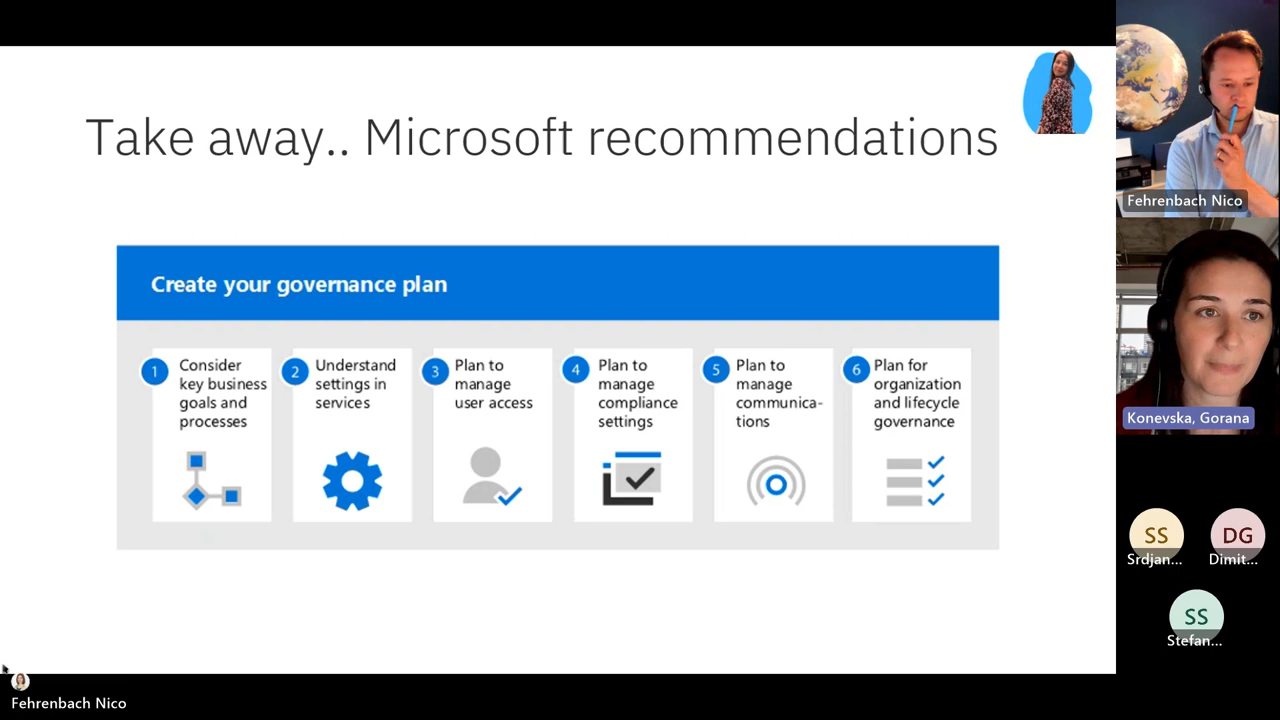 Take away.. Microsoft recommendations
Create your governance plan
1
Consider
key business
goals and
processes
2
Understand
settings in
services
3
Plan to
manage
user access
4
Plan to
manage
compliance
settings
5
Plan to
manage
communica-
tions
6
Plan for
organization
and lifecycle
governance
Fehrenbach Nico
Konevska, Gorana
SS
Srdjan...
DG
Dimit...
SS
Stefan...
Fehrenbach Nico